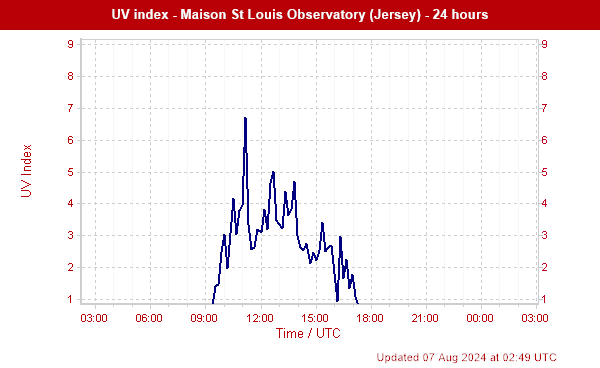 UV index - Maison St Louis Observatory (Jersey) - 24 hours
9 9
8 8
7 7
6 6
5 5
4 4
3 3
2 2
1 1
UV Index
03:00 06:00 09:00 12:00 15:00 18:00 21:00 00:00 03:00
Time / UTC
Updated 07 Aug 2024 at 02:49 UTC